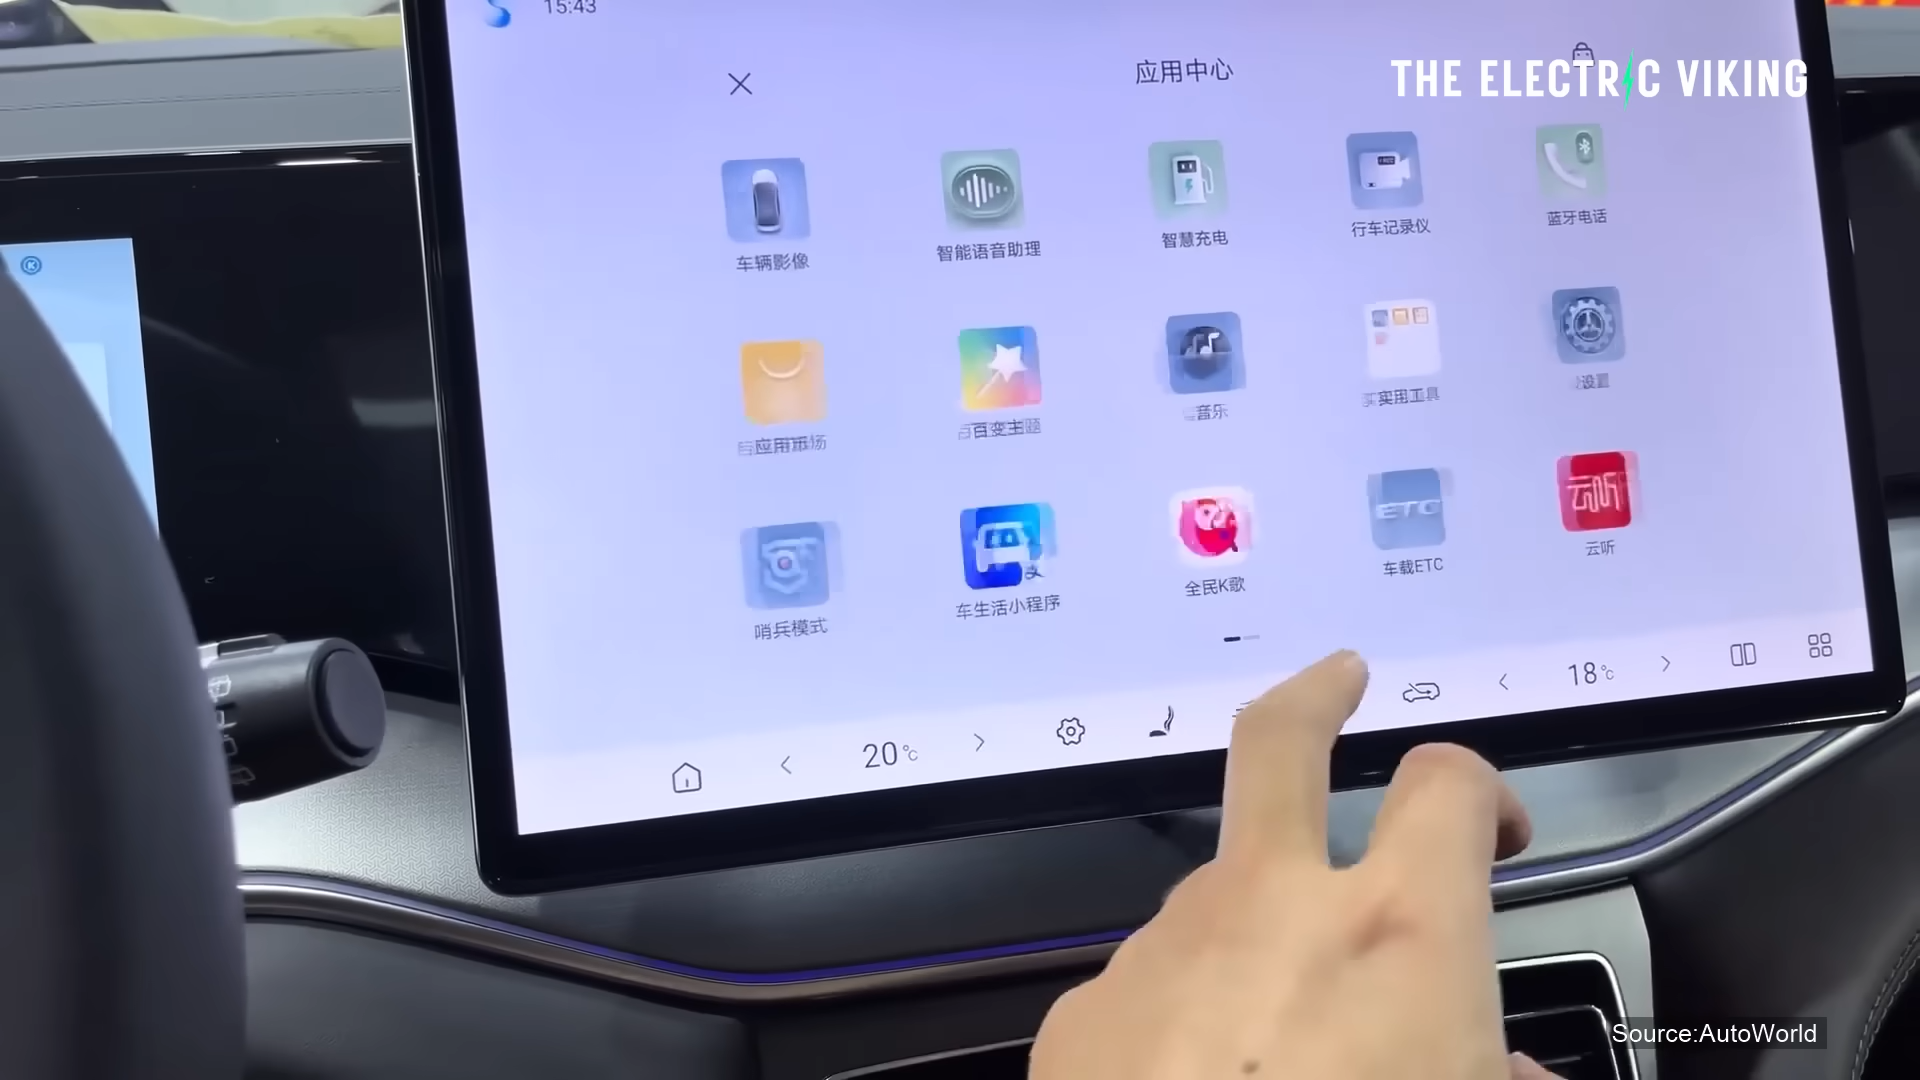 15:43
应用中心
THE ELECTRIC VIKING
车辆影像
智能语音助理
智慧充电
行车记录仪
蓝牙电话
应用市场
百变主题
音乐
实用工具
设置
哨兵模式
车生活小程序
全民K歌
ETC
车载ETC
云听
云听
20℃
18℃
Source:AutoWorld